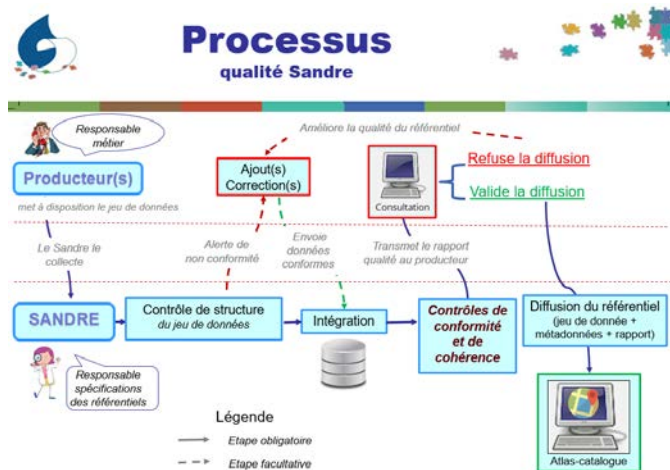 Processus
qualité Sandre
Responsable
métier
Améliore la qualité du référentiel
Producteur(s)
Ajout(s)
Correction(s)
Consultation
Refuse la diffusion
Valide la diffusion
met à disposition le jeu de données
Le Sandre le
collecte
Alerte de
non conformité
Envoie
données
conformes
Transmet le rapport
qualité au producteur
SANDRE
Contrôle de structure
du jeu de données
Intégration
Contrôles de
conformité
et de
cohérence
Diffusion du référentiel
(jeu de donnée +
métadonnées + rapport)
Responsable
spécifications
des référentiels
Légende
Etape obligatoire
Etape facultative
Atlas-catalogue